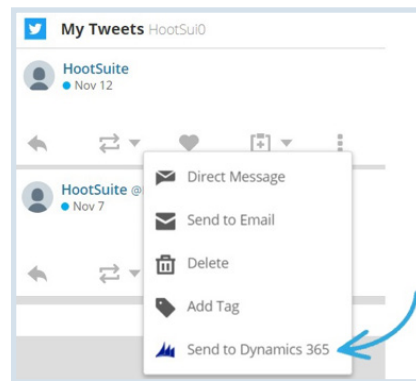 My Tweets HootSui0
HootSuite
Nov 12
Direct Message
HootSuite @
Nov 7
Send to Email
Delete
Add Tag
Send to Dynamics 365